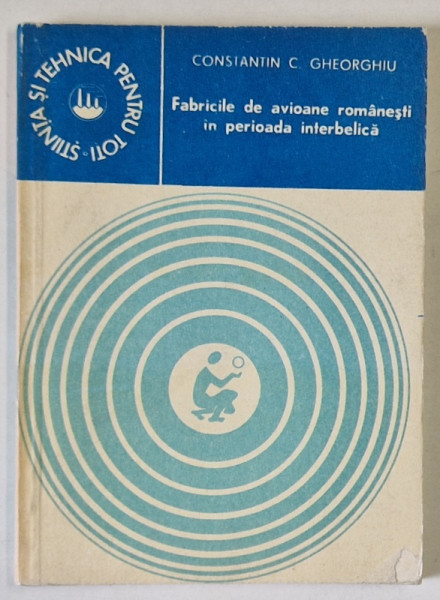 ȘTIINȚA ȘI TEHNICA PENTRU TOȚI
CONSTANTIN C. GHEORGHIU
Fabricile de avioane românești
în perioada interbelică